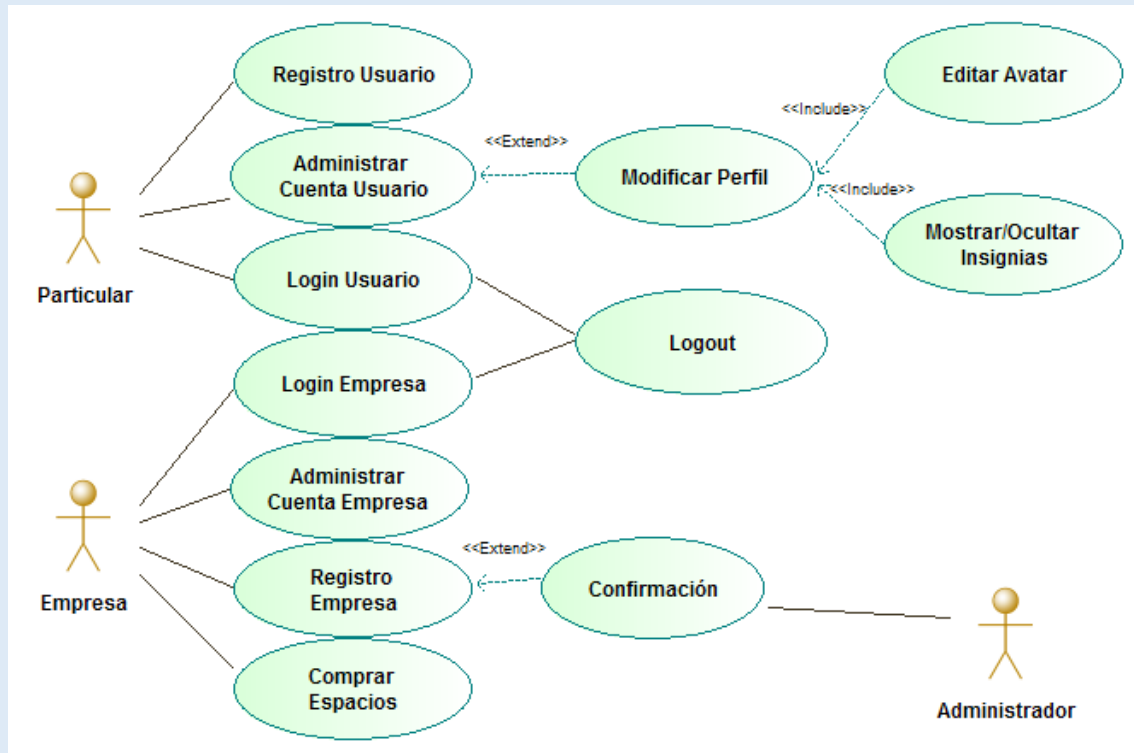 Registro Usuario
Editar Avatar
<<Include>>
<<Extend>>
Administrar
Cuenta Usuario
Modificar Perfil
<<Include>>
Mostrar/Ocultar
Insignias
Particular
Login Usuario
Logout
Login Empresa
Administrar
Cuenta Empresa
<<Extend>>
Empresa
Registro
Empresa
Confirmación
Comprar
Espacios
Administrador